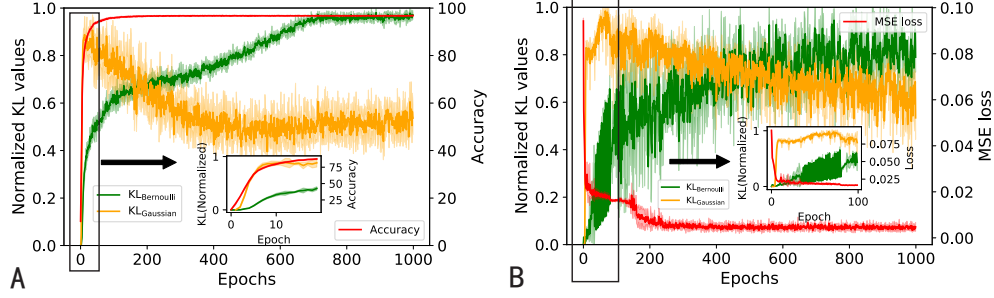 Normalized KL values
1.0
0.8
0.6
0.4
0.2
0.0
0
200
400
600
800
1000
Epochs
100
80
60
40
20
0
Accuracy
KL_Bernoulli
KL_Gaussian
Accuracy
KL(Normalized)
1
0
10
Epoch
75
50
25
Accuracy
A
Normalized KL values
1.0
0.8
0.6
0.4
0.2
0.0
0
200
400
600
800
1000
Epochs
0.10
0.08
0.06
0.04
0.02
0.00
MSE loss
MSE loss
KL_Bernoulli
KL_Gaussian
KL(Normalized)
1
0
0
100
Epoch
0.075
0.050
0.025
Loss
B